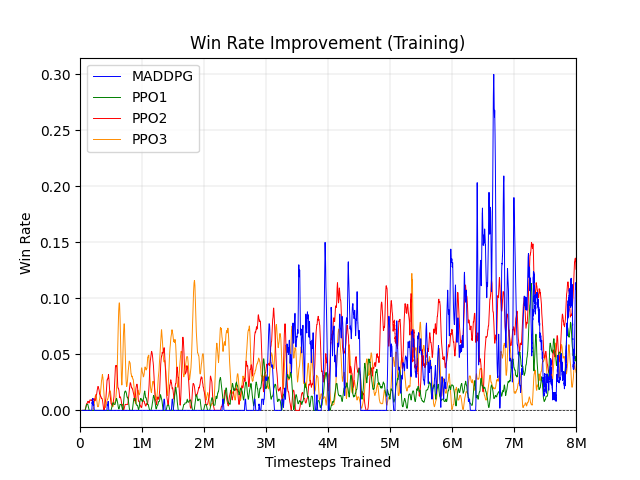 Win Rate Improvement (Training)
MADDPG
PPO1
PPO2
PPO3
Win Rate
0.30
0.25
0.20
0.15
0.10
0.05
0.00
0 1M 2M 3M 4M 5M 6M 7M 8M
Timesteps Trained